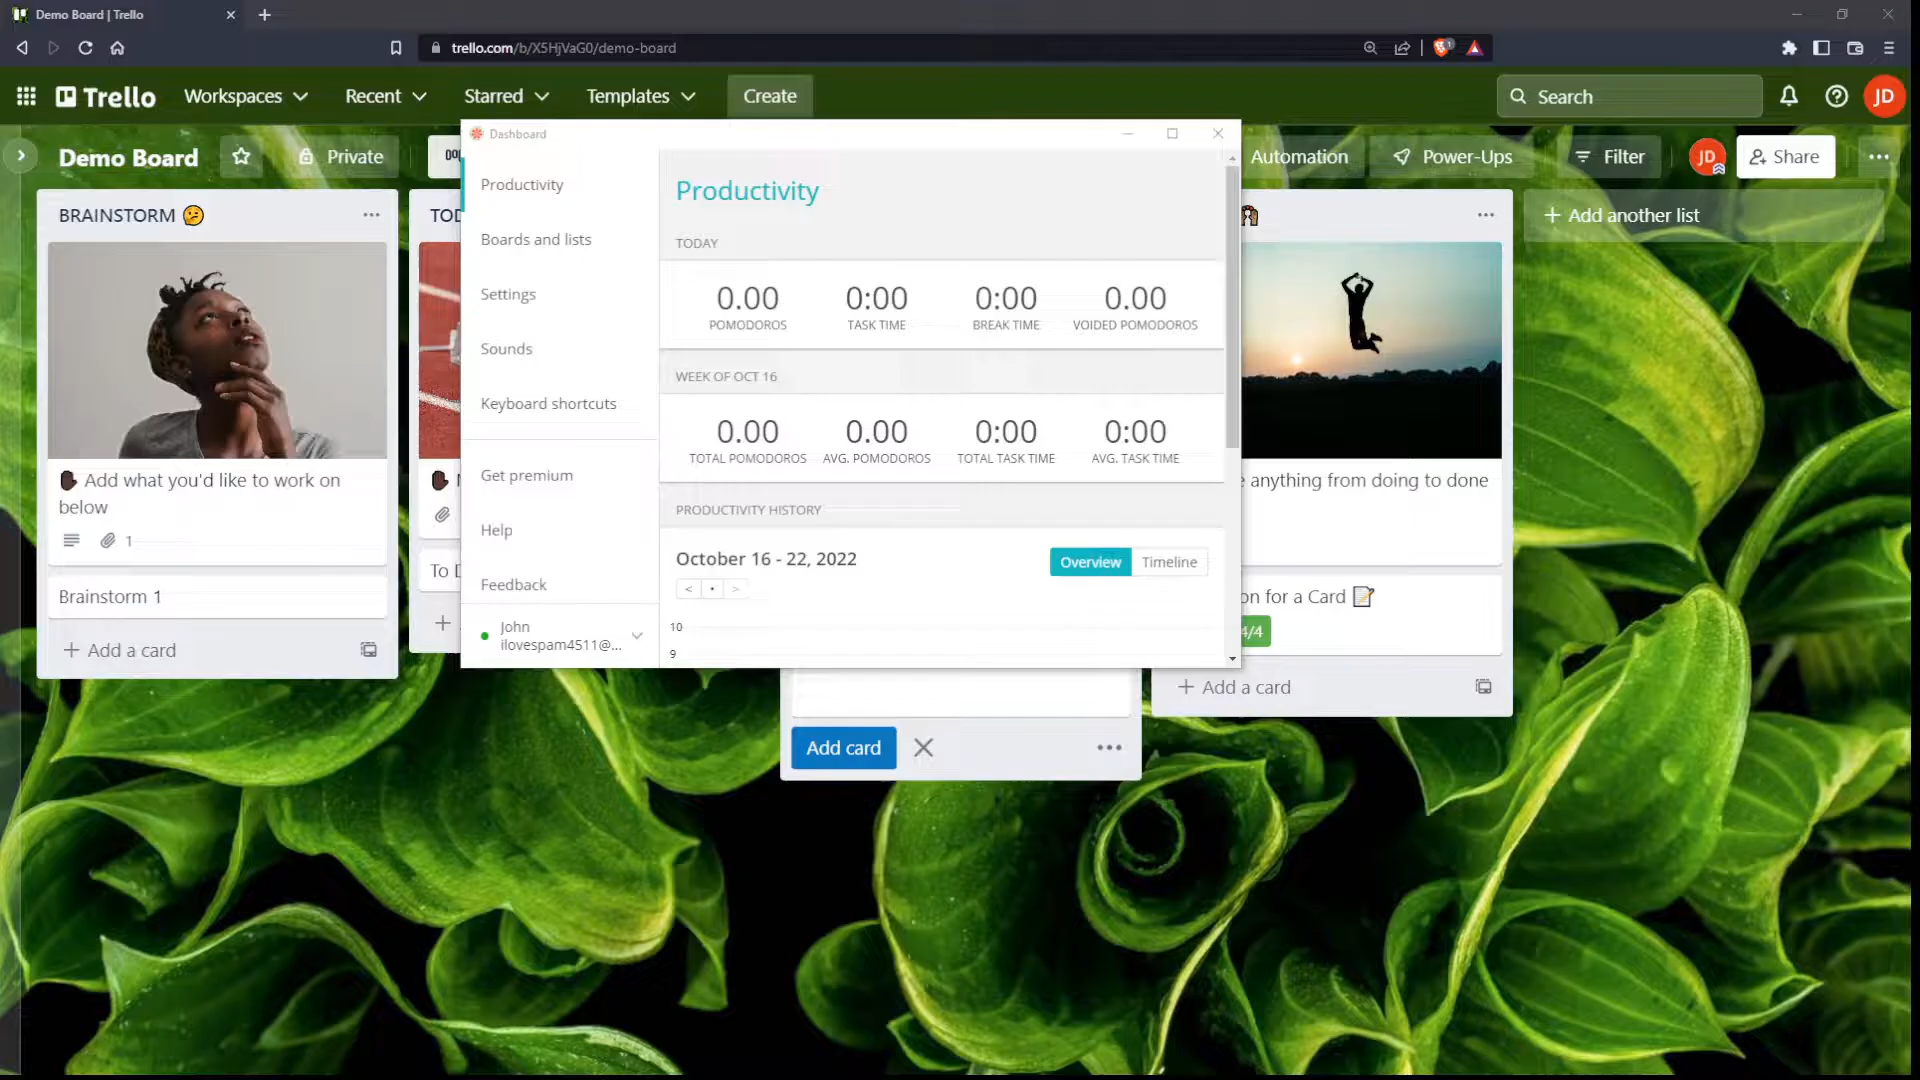 Demo Board | Trello
trello.com/b/X5HjVaG0/demo-board
Trello
Workspaces
Recent
Starred
Templates
Create
Search
JD
Demo Board
Private
Automation
Power-Ups
Filter
JD
Share
BRAINSTORM 🤔
Add what you'd like to work on
below
1
Brainstorm 1
+ Add a card
TOD
To D
Dashboard
Productivity
Boards and lists
Settings
Sounds
Keyboard shortcuts
Get premium
Help
Feedback
John
ilovespam4511@...
Productivity
TODAY
0.00 0:00 0:00 0.00
POMODOROS TASK TIME BREAK TIME VOIDED POMODOROS
WEEK OF OCT 16
0.00 0.00 0:00 0:00
TOTAL POMODOROS AVG. POMODOROS TOTAL TASK TIME AVG. TASK TIME
PRODUCTIVITY HISTORY
October 16 - 22, 2022
Overview Timeline
< • >
10
9
Add card
anything from doing to done
on for a Card 📝
4/4
+ Add a card
+ Add another list